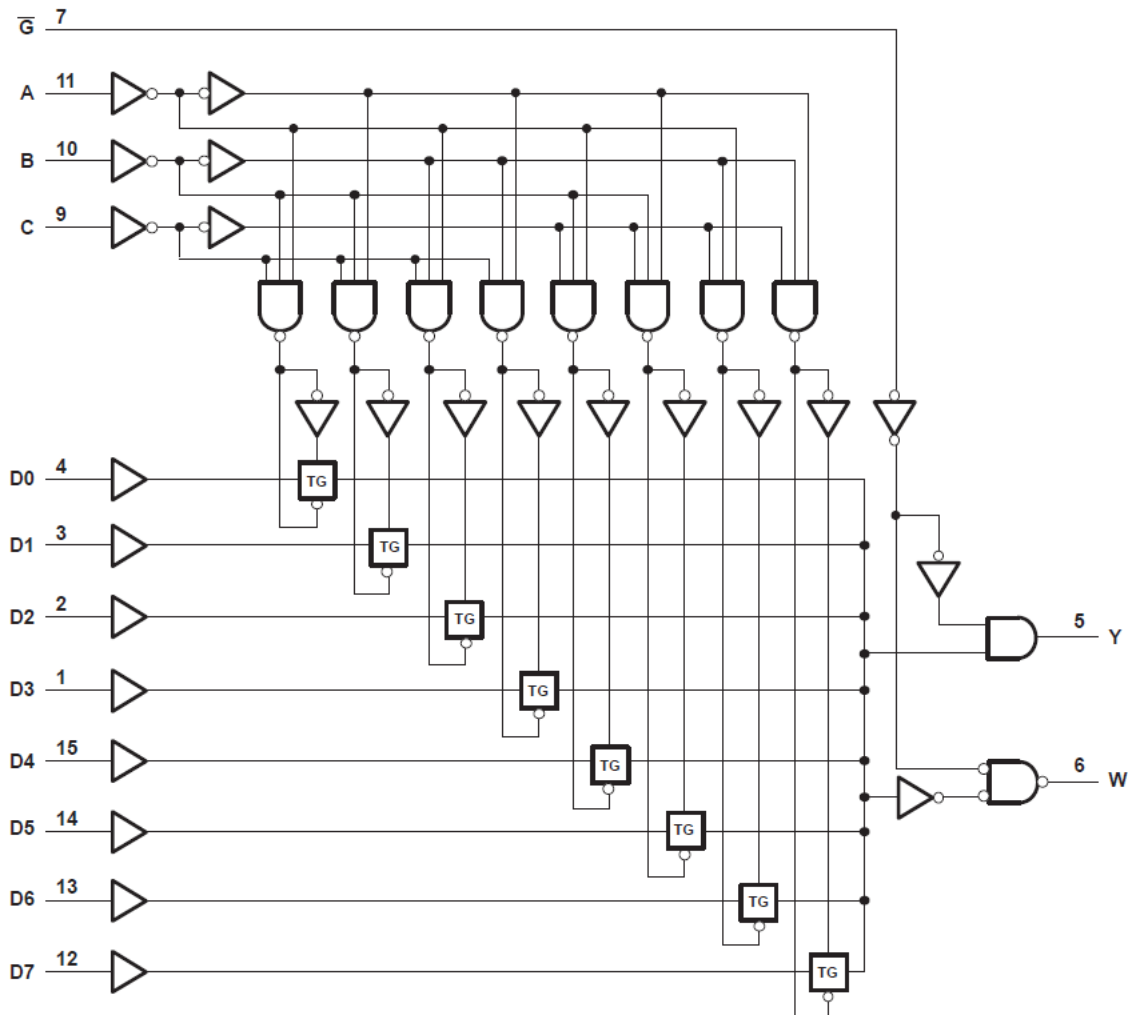 G̅ 7
A 11
B 10
C 9
D0 4 TG
D1 3 TG
D2 2 TG
5 Y
D3 1 TG
D4 15 TG
6 W
D5 14 TG
D6 13 TG
D7 12 TG